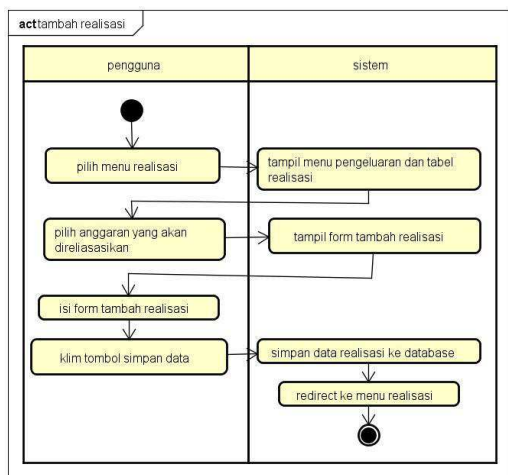 act tambah realisasi
pengguna
sistem
pilih menu realisasi
tampil menu pengeluaran dan tabel
realisasi
pilih anggaran yang akan
direliasasikan
tampil form tambah realisasi
isi form tambah realisasi
klim tombol simpan data
simpan data realisasi ke database
redirect ke menu realisasi